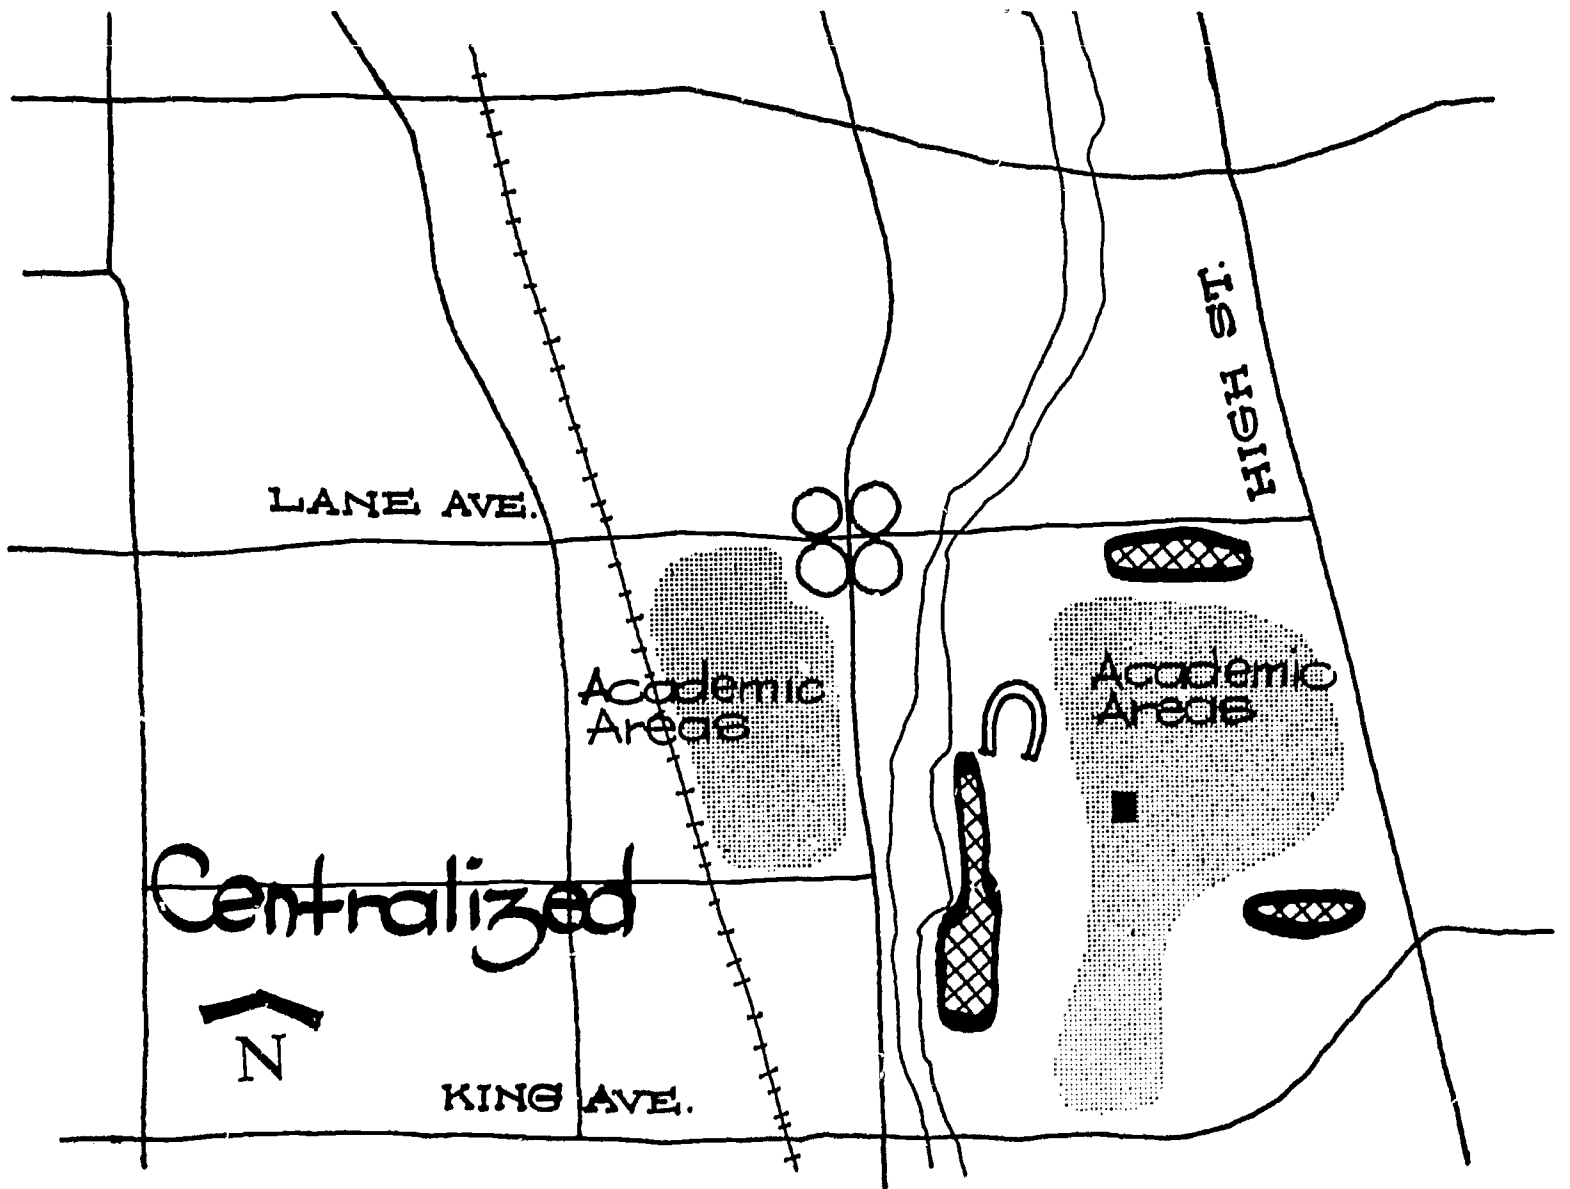 HIGH ST.
LANE AVE.
Academic
Areas
Academic
Areas
Centralized
N
KING AVE.